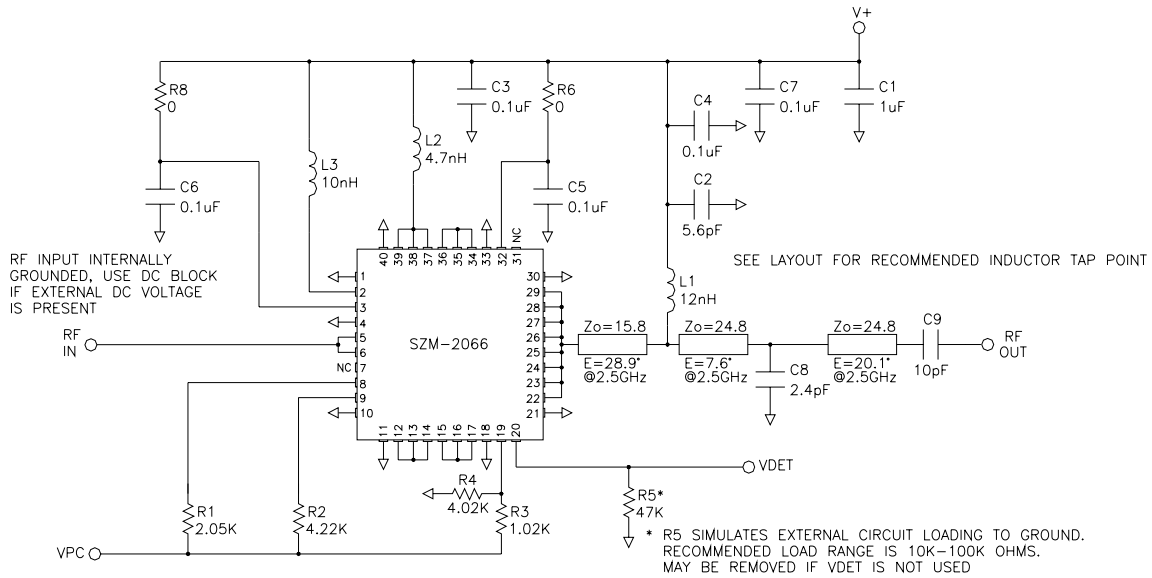 V+
R8
0
C6
0.1uF
L3
10nH
L2
4.7nH
C3
0.1uF
R6
0
C5
0.1uF
C4
0.1uF
C2
5.6pF
C7
0.1uF
C1
1uF
RF INPUT INTERNALLY
GROUNDED, USE DC BLOCK
IF EXTERNAL DC VOLTAGE
IS PRESENT
SEE LAYOUT FOR RECOMMENDED INDUCTOR TAP POINT
40 39 38 37 36 35 34 33 32 31 NC
1
2
3
4
5
6
NC 7
8
9
10
SZM-2066
30
29
28
27
26
25
24
23
22
21
11 12 13 14 15 16 17 18 19 20
RF
IN
L1
12nH
Zo=15.8
E=28.9°
@2.5GHz
Zo=24.8
E=7.6°
@2.5GHz
C8
2.4pF
Zo=24.8
E=20.1°
@2.5GHz
C9
10pF
RF
OUT
VDET
R4
4.02K
R5*
47K
R1
2.05K
R2
4.22K
R3
1.02K
VPC
* R5 SIMULATES EXTERNAL CIRCUIT LOADING TO GROUND.
RECOMMENDED LOAD RANGE IS 10K-100K OHMS.
MAY BE REMOVED IF VDET IS NOT USED